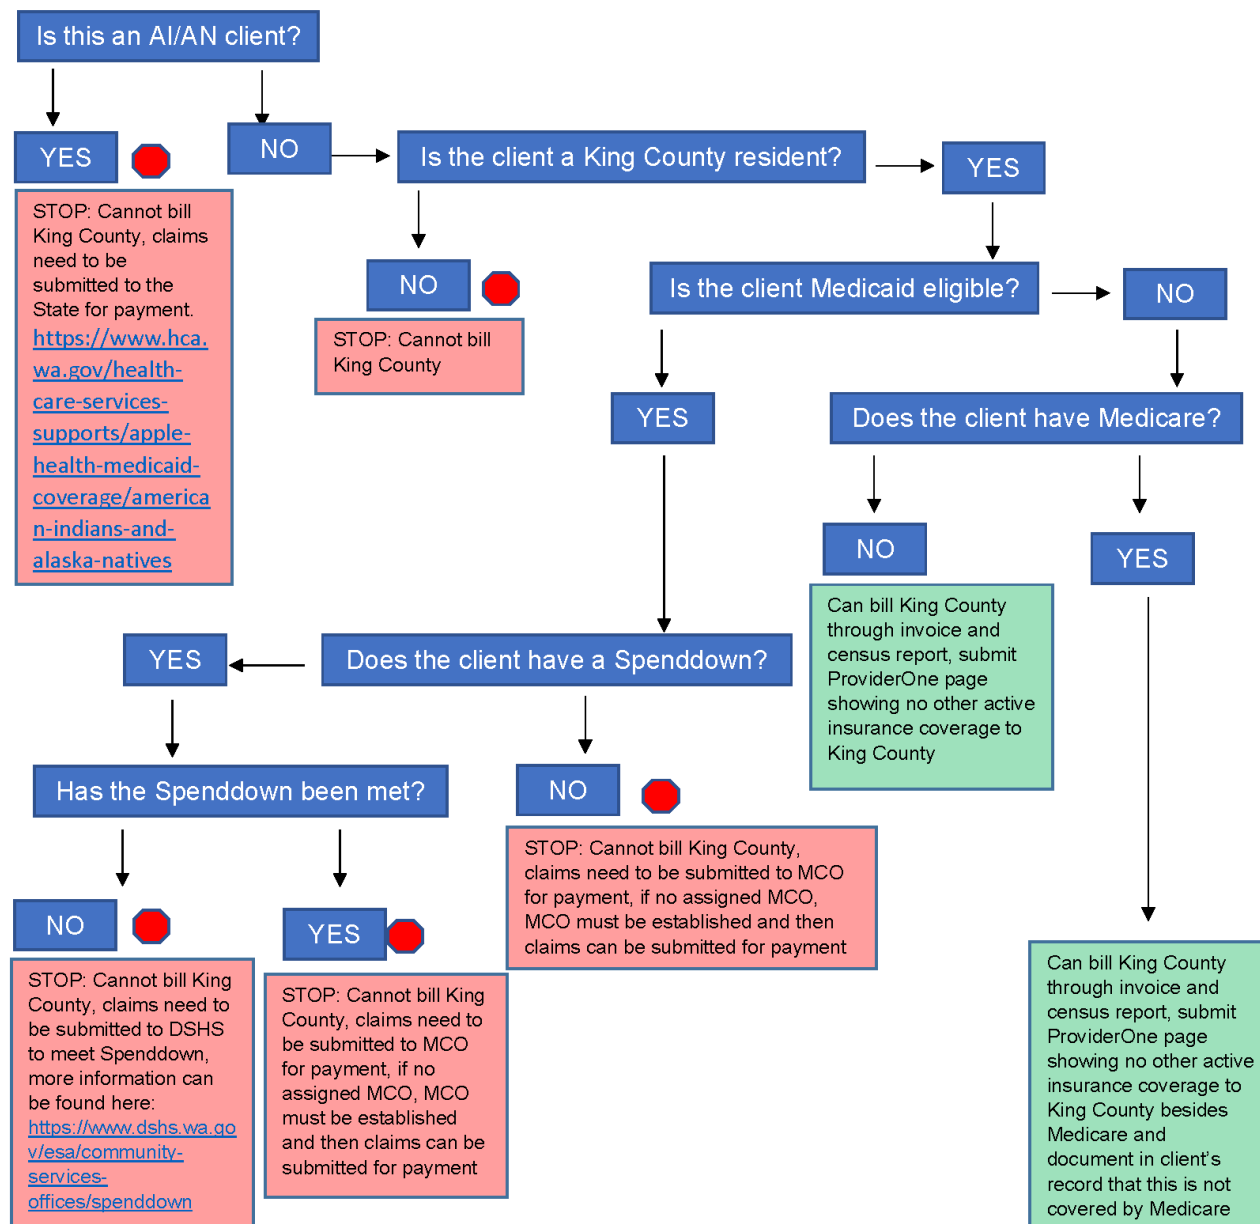 Is this an AI/AN client?
YES
NO
Is the client a King County resident?
YES
STOP: Cannot bill
King County, claims
need to be
submitted to the
State for payment.
https://www.hca.
wa.gov/health-
care-services-
supports/apple-
health-medicaid-
coverage/america
n-indians-and-
alaska-natives
NO
STOP: Cannot bill
King County
Is the client Medicaid eligible?
NO
YES
Does the client have Medicare?
NO
Can bill King County
through invoice and
census report, submit
ProviderOne page
showing no other active
insurance coverage to
King County
YES
Can bill King County
through invoice and
census report, submit
ProviderOne page
showing no other active
insurance coverage to
King County besides
Medicare and
document in client's
record that this is not
covered by Medicare
Does the client have a Spenddown?
YES
NO
STOP: Cannot bill King County,
claims need to be submitted to MCO
for payment, if no assigned MCO,
MCO must be established and then
claims can be submitted for payment
Has the Spenddown been met?
NO
STOP: Cannot bill King
County, claims need to
be submitted to DSHS
to meet Spenddown,
more information can
be found here:
https://www.dshs.wa.go
v/esa/community-
services-
offices/spenddown
YES
STOP: Cannot bill King
County, claims need to
be submitted to MCO
for payment, if no
assigned MCO, MCO
must be established
and then claims can be
submitted for payment